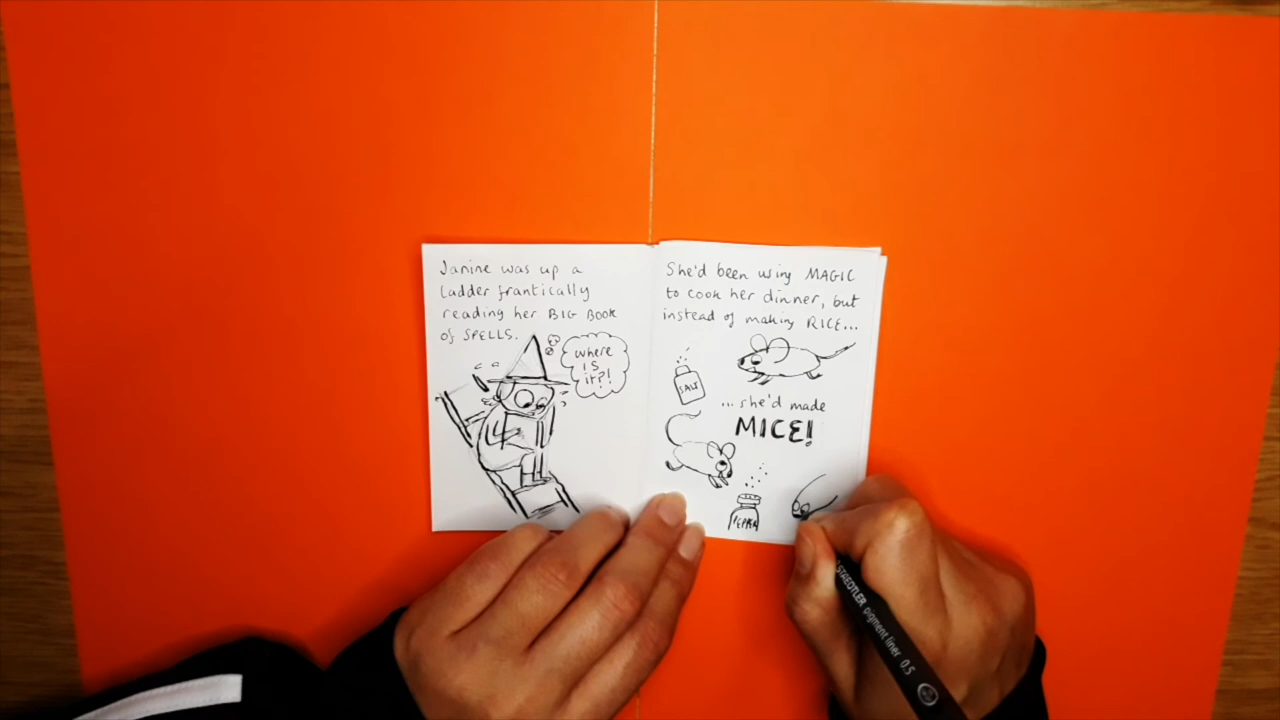 Janine was up a
ladder frantically
reading her BIG BOOK
of SPELLS.
where
is
it?!
She'd been using MAGIC
to cook her dinner, but
instead of making RICE...
SALT
... she'd made
MICE!
PEPPER
STAEDTLER pigment liner 0.5